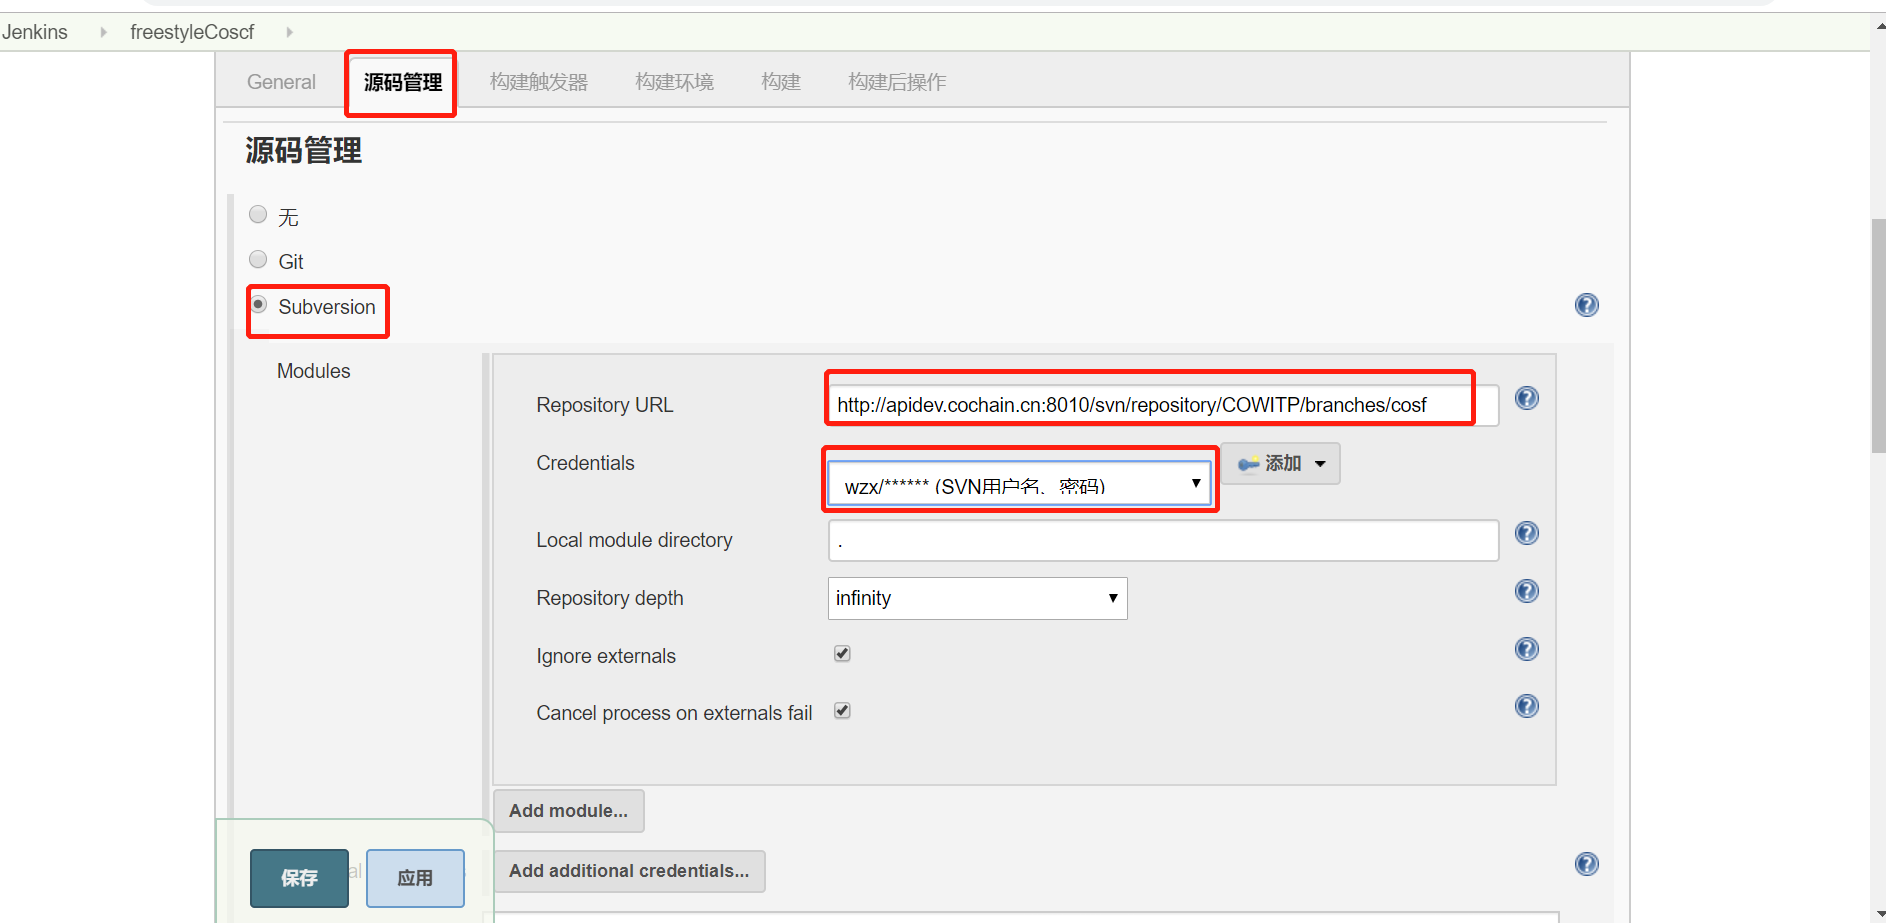 Jenkins freestyleCoscf
General 源码管理 构建触发器 构建环境 构建 构建后操作
源码管理
无
Git
Subversion
Modules
Repository URL http://apidev.cochain.cn:8010/svn/repository/COWITP/branches/cosf
Credentials wzx/****** (SVN用户名、密码) 添加
Local module directory .
Repository depth infinity
Ignore externals
Cancel process on externals fail
Add module...
保存 al 应用 Add additional credentials...